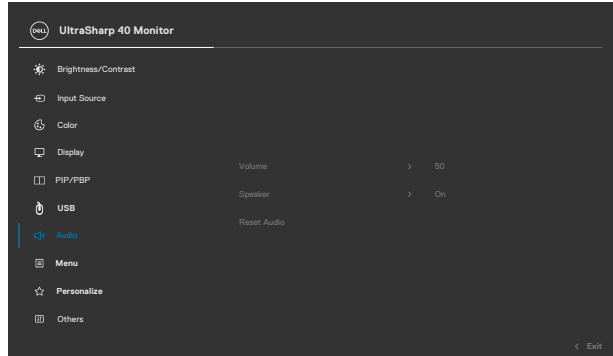 DELL UltraSharp 40 Monitor
Brightness/Contrast
Input Source
Color
Display
PIP/PBP
USB
Audio
Menu
Personalize
Others
Volume > 50
Speaker > On
Reset Audio
< Exit